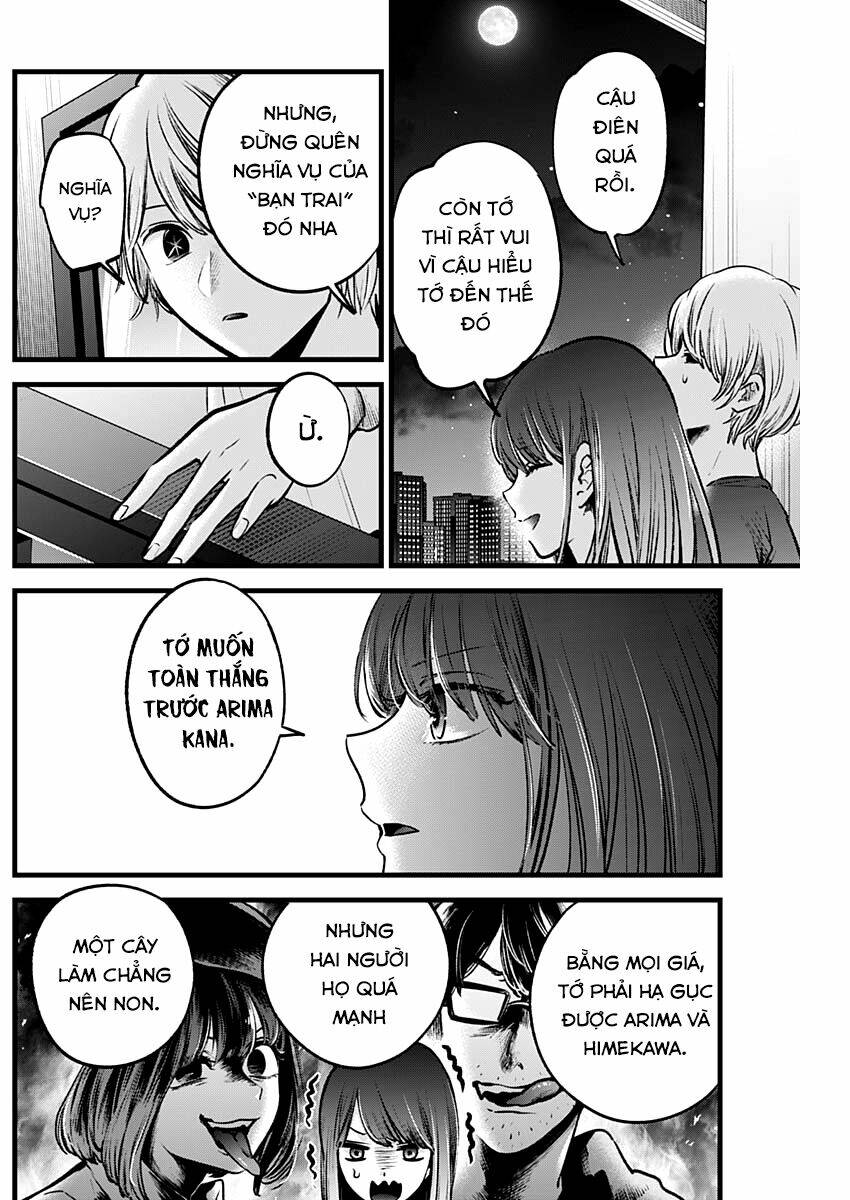 CẬU
ĐIÊN
QUÁ
RỒI.
CÒN TỚ
THÌ RẤT VUI
VÌ CẬU HIỂU
TỚ ĐẾN THẾ
ĐÓ
NHƯNG,
ĐỪNG QUÊN
NGHĨA VỤ CỦA
“BẠN TRAI”
ĐÓ NHA
NGHĨA
VỤ?
Ừ.
TỚ MUỐN
TOÀN THẮNG
TRƯỚC ARIMA
KANA.
BẰNG MỌI GIÁ,
TỚ PHẢI HẠ GỤC
ĐƯỢC ARIMA VÀ
HIMEKAWA.
NHƯNG
HAI NGƯỜI
HỌ QUÁ
MẠNH
MỘT CÂY
LÀM CHẲNG
NÊN NON.